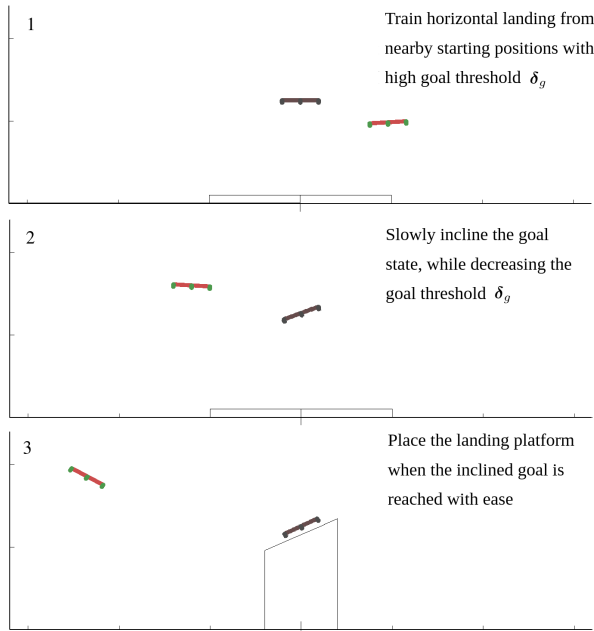 1
Train horizontal landing from
nearby starting positions with
high goal threshold δg
2
Slowly incline the goal
state, while decreasing the
goal threshold δg
3
Place the landing platform
when the inclined goal is
reached with ease